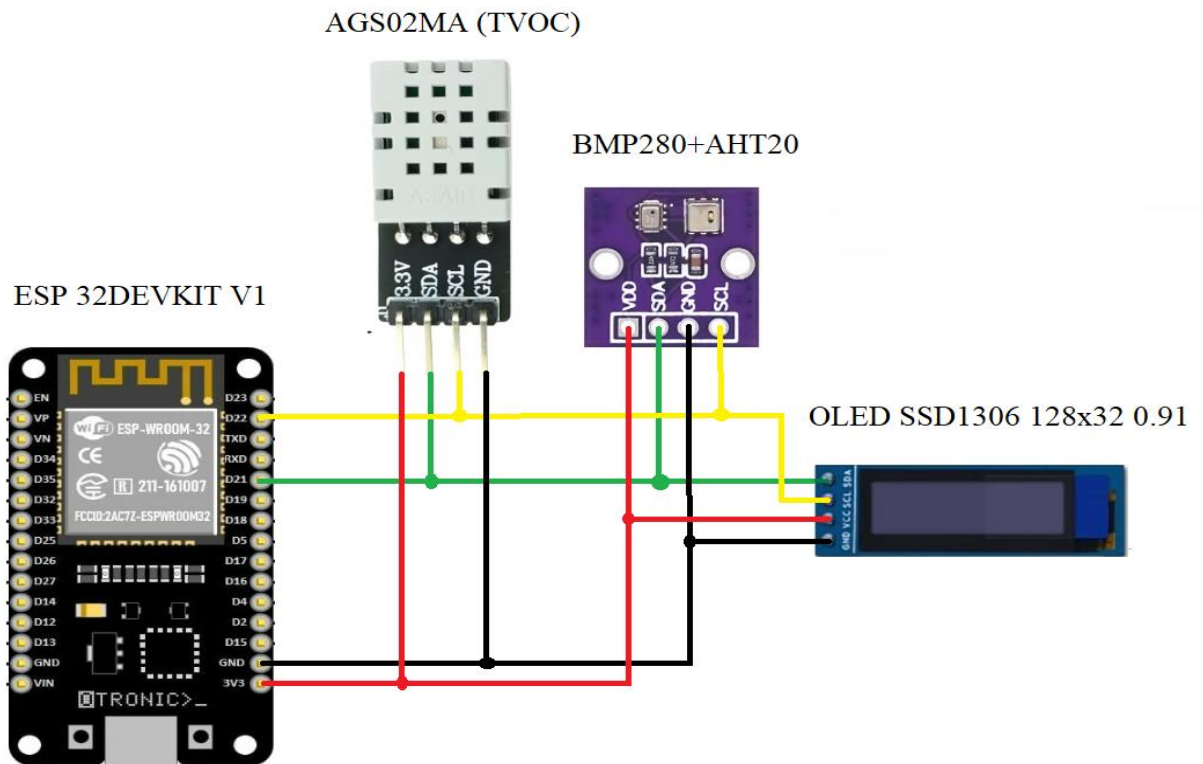 AGS02MA (TVOC)
BMP280+AHT20
ESP 32DEVKIT V1
OLED SSD1306 128x32 0.91
3.3V
SDA
SCL
GND
VDD
SDA
GND
SCL
EN
VP
VN
D34
D35
D32
D33
D25
D26
D27
D14
D12
D13
GND
VIN
WiFi ESP-WROOM-32
CE
R 211-161007
FCCID:2AC7Z-ESPWROOM32
D23
D22
TXD
RXD
D21
D19
D18
D5
D17
D16
D4
D2
D15
GND
3V3
TRONIC>_
GND VCC SCL SDA